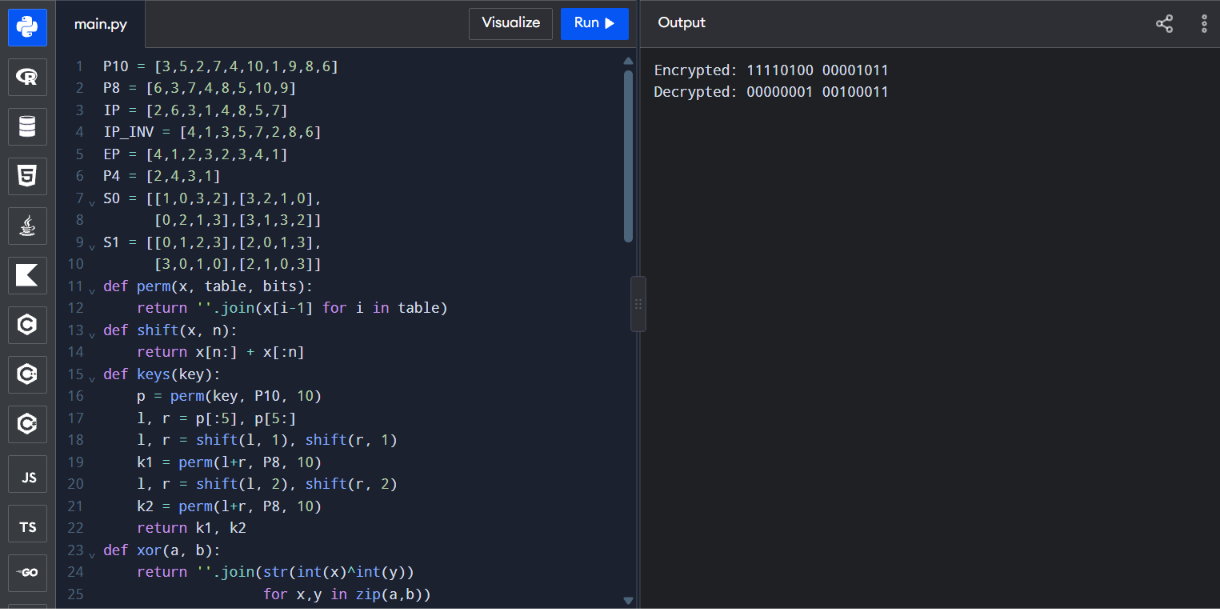 main.py
Visualize
Run
Output
1 P10 = [3,5,2,7,4,10,1,9,8,6]
2 P8 = [6,3,7,4,8,5,10,9]
3 IP = [2,6,3,1,4,8,5,7]
4 IP_INV = [4,1,3,5,7,2,8,6]
5 EP = [4,1,2,3,2,3,4,1]
6 P4 = [2,4,3,1]
7 S0 = [[1,0,3,2],[3,2,1,0],
8       [0,2,1,3],[3,1,3,2]]
9 S1 = [[0,1,2,3],[2,0,1,3],
10       [3,0,1,0],[2,1,0,3]]
11 def perm(x, table, bits):
12     return ''.join(x[i-1] for i in table)
13 def shift(x, n):
14     return x[n:] + x[:n]
15 def keys(key):
16     p = perm(key, P10, 10)
17     l, r = p[:5], p[5:]
18     l, r = shift(l, 1), shift(r, 1)
19     k1 = perm(l+r, P8, 10)
20     l, r = shift(l, 2), shift(r, 2)
21     k2 = perm(l+r, P8, 10)
22     return k1, k2
23 def xor(a, b):
24     return ''.join(str(int(x)^int(y))
25                    for x,y in zip(a,b))
Encrypted: 11110100 00001011
Decrypted: 00000001 00100011
R
5
C
C
C
JS
TS
GO